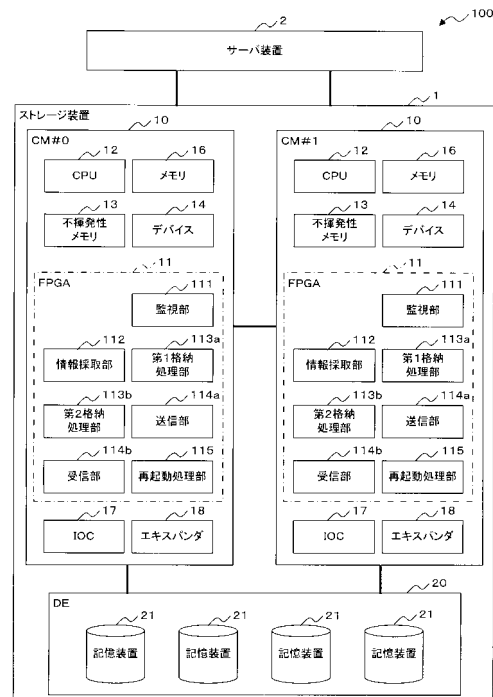 100
2
サーバ装置
1
ストレージ装置
10
CM#0
12
CPU
16
メモリ
13
不揮発性
メモリ
14
デバイス
11
FPGA
111
監視部
112
情報採取部
113a
第1格納
処理部
113b
第2格納
処理部
114a
送信部
114b
受信部
115
再起動処理部
17
IOC
18
エキスパンダ
10
CM#1
12
CPU
16
メモリ
13
不揮発性
メモリ
14
デバイス
11
FPGA
111
監視部
112
情報採取部
113a
第1格納
処理部
113b
第2格納
処理部
114a
送信部
114b
受信部
115
再起動処理部
17
IOC
18
エキスパンダ
20
DE
21
記憶装置
21
記憶装置
21
記憶装置
21
記憶装置